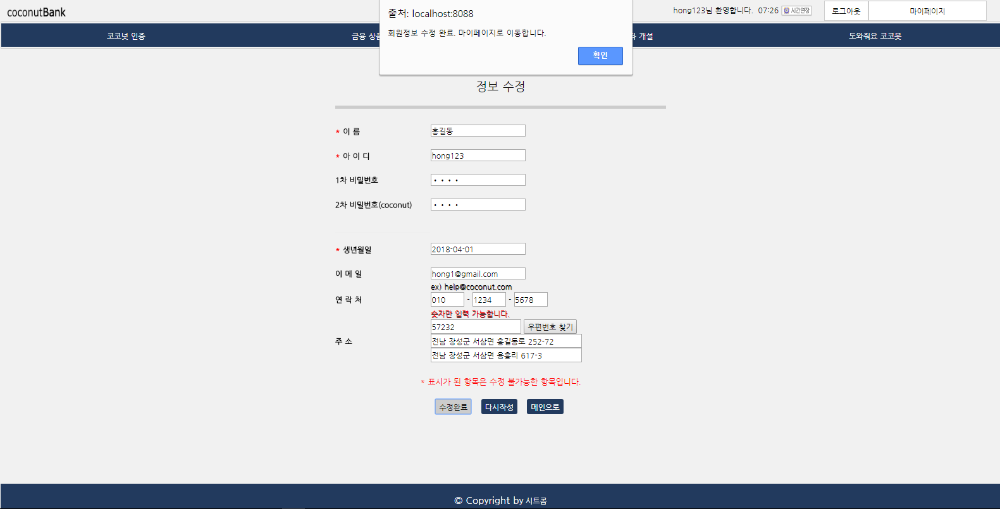 coconutBank
hong123님 환영합니다. 07:26 시간연장 로그아웃 마이페이지
출처: localhost:8088
회원정보 수정 완료. 마이페이지로 이동합니다.
확인
코코넛 인증 금융 상 개설 도와줘요 코코봇
정보 수정
* 이 름 홍길동
* 아 이 디 hong123
1차 비밀번호 ••••
2차 비밀번호(coconut) ••••
* 생년월일 2018-04-01
이 메 일 hong1@gmail.com
ex) help@coconut.com
연 락 처 010 - 1234 - 5678
숫자만 입력 가능합니다.
57232 우편번호 찾기
주 소 전남 장성군 서삼면 홍길동로 252-72
전남 장성군 서삼면 용흥리 617-3
* 표시가 된 항목은 수정 불가능한 항목입니다.
수정완료 다시작성 메인으로
© Copyright by 시트콤